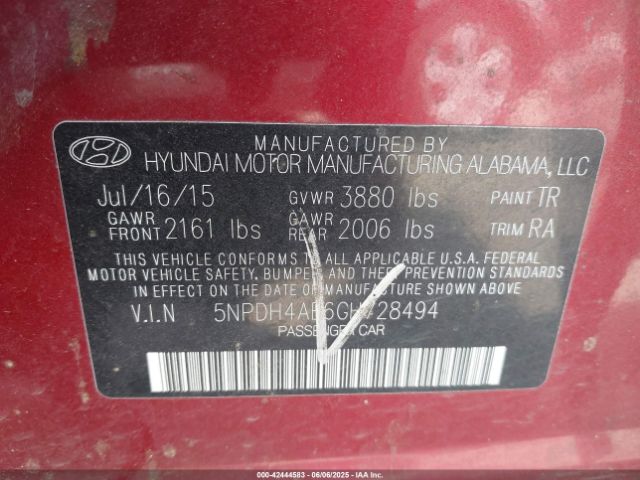 MANUFACTURED BY
HYUNDAI MOTOR MANUFACTURING ALABAMA, LLC
Jul/16/15 GVWR 3880 lbs PAINT TR
GAWR FRONT 2161 lbs GAWR REAR 2006 lbs TRIM RA
THIS VEHICLE CONFORMS TO ALL APPLICABLE U.S.A. FEDERAL
MOTOR VEHICLE SAFETY, BUMPER, AND THEFT PREVENTION STANDARDS
IN EFFECT ON THE DATE OF MANUFACTURE SHOWN ABOVE.
V.I.N
PASSENGER CAR
© - 42444583 - 06/06/2025 - IAA Inc.